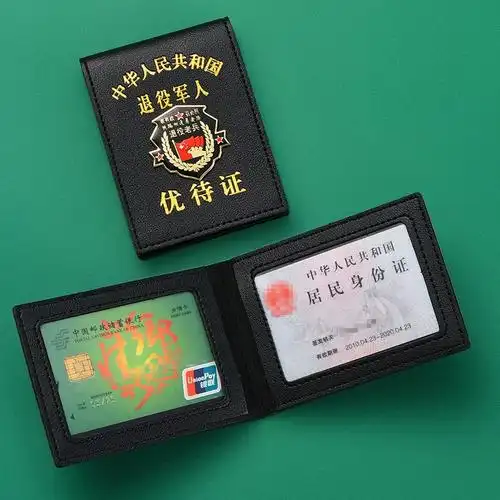 中华人民共和国
退役军人
退役老兵
优待证
中国邮政储蓄银行
POSTAL SAVINGS BANK OF CHINA
UnionPay
银联
中华人民共和国
居民身份证
签发机关
有效期限 2010.04.23-2020.04.23